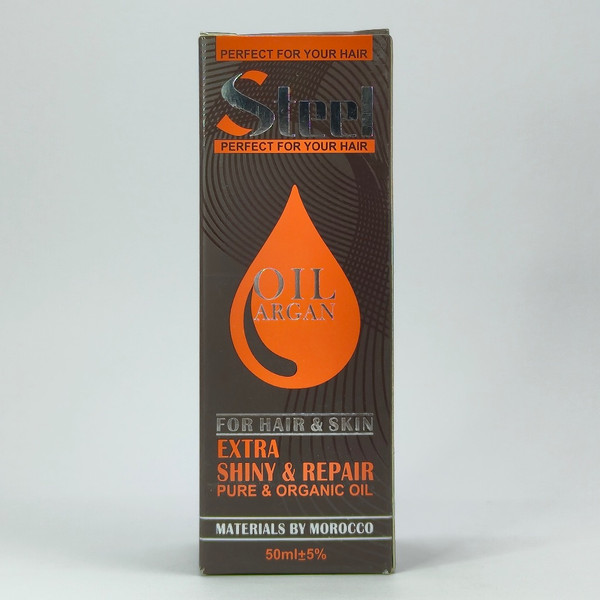 PERFECT FOR YOUR HAIR
Steel
PERFECT FOR YOUR HAIR
OIL
ARGAN
FOR HAIR & SKIN
EXTRA
SHINY & REPAIR
PURE & ORGANIC OIL
MATERIALS BY MOROCCO
50ml±5%